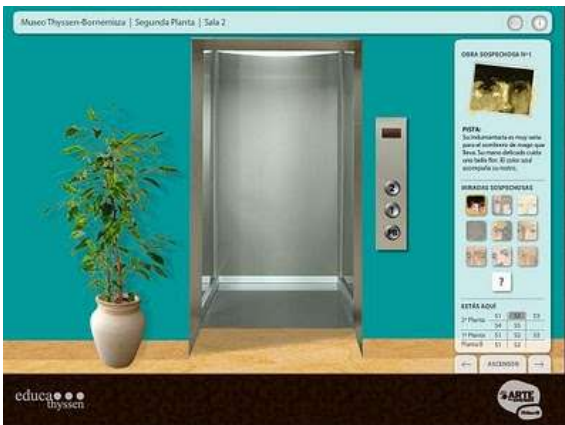 Museo Thyssen-Bornemisza | Segunda Planta | Sala 2
OBRA SOSPECHOSA Nº1
PISTA:
Su indumentaria es muy seria
para el sombrero de mago que
lleva. Su mano delicada cuida
una bella flor. El color azul
acompaña su rostro.
MIRADAS SOSPECHOSAS
?
ESTÁS AQUÍ
2ª Planta S1 S2 S3
S4 S5
1ª Planta S1 S2 S3
Planta B S1 S2
← ASCENSOR →
2
1
PB
educa
thyssen
ARTE